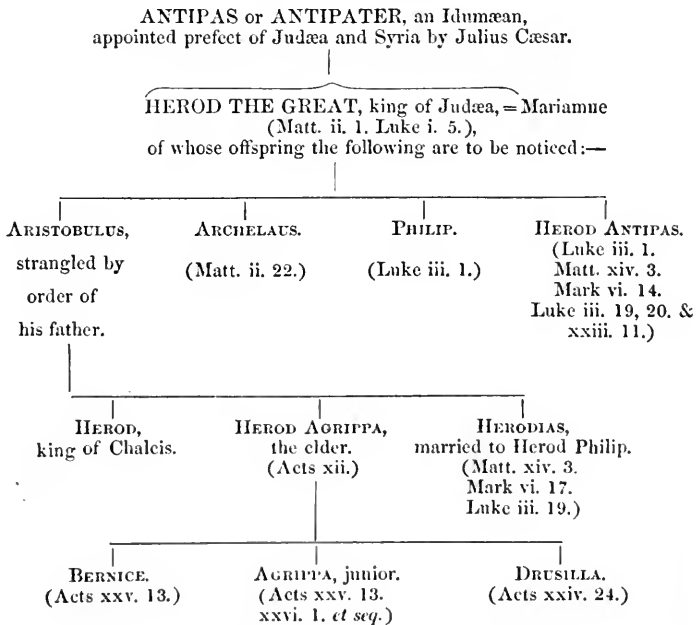 ANTIPAS or ANTIPATER, an Idumæan,
appointed prefect of Judæa and Syria by Julius Cæsar.
HEROD THE GREAT, king of Judæa, = Mariamne
(Matt. ii. 1. Luke i. 5.),
of whose offspring the following are to be noticed:—
ARISTOBULUS,
strangled by
order of
his father.
ARCHELAUS.
(Matt. ii. 22.)
PHILIP.
(Luke iii. 1.)
HEROD ANTIPAS.
(Luke iii. 1.
Matt. xiv. 3.
Mark vi. 14.
Luke iii. 19, 20. &
xxiii. 11.)
HEROD,
king of Chalcis.
HEROD AGRIPPA,
the elder.
(Acts xii.)
HERODIAS,
married to Herod Philip.
(Matt. xiv. 3.
Mark vi. 17.
Luke iii. 19.)
BERNICE.
(Acts xxv. 13.)
AGRIPPA, junior.
(Acts xxv. 13.
xxvi. 1. et seq.)
DRUSILLA.
(Acts xxiv. 24.)